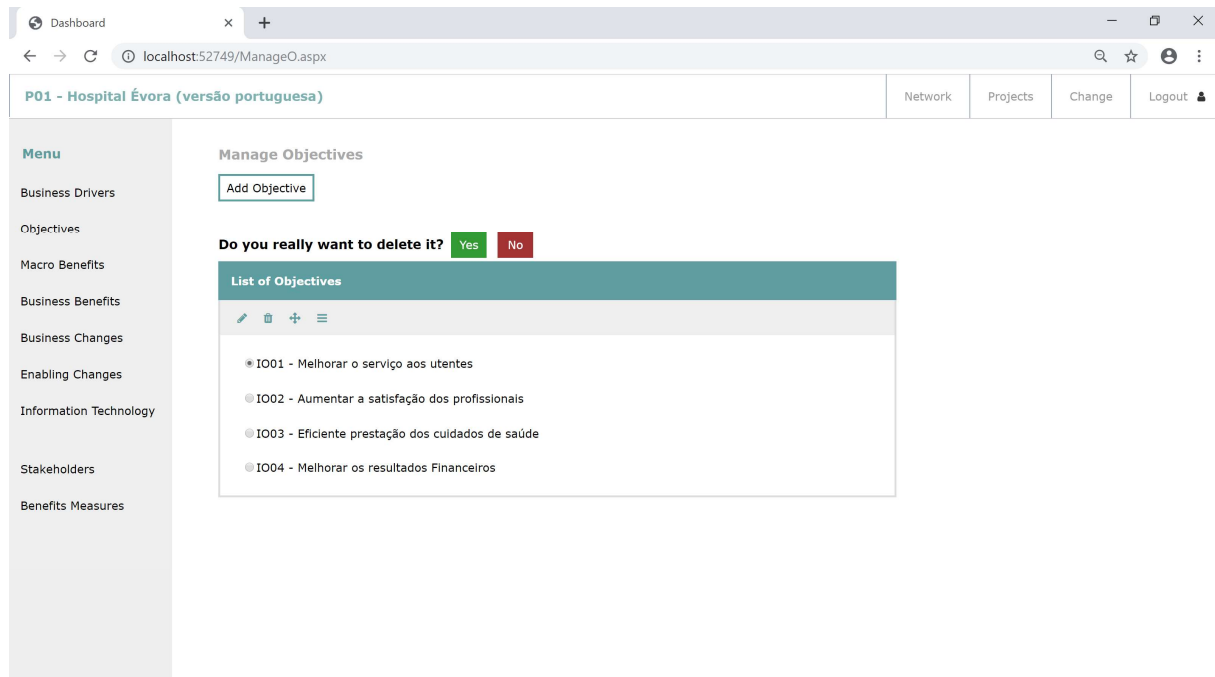 Dashboard
localhost:52749/ManageO.aspx
P01 - Hospital Évora (versão portuguesa)
Network
Projects
Change
Logout
Menu
Business Drivers
Objectives
Macro Benefits
Business Benefits
Business Changes
Enabling Changes
Information Technology
Stakeholders
Benefits Measures
Manage Objectives
Add Objective
Do you really want to delete it? Yes No
List of Objectives
IO01 - Melhorar o serviço aos utentes
IO02 - Aumentar a satisfação dos profissionais
IO03 - Eficiente prestação dos cuidados de saúde
IO04 - Melhorar os resultados Financeiros